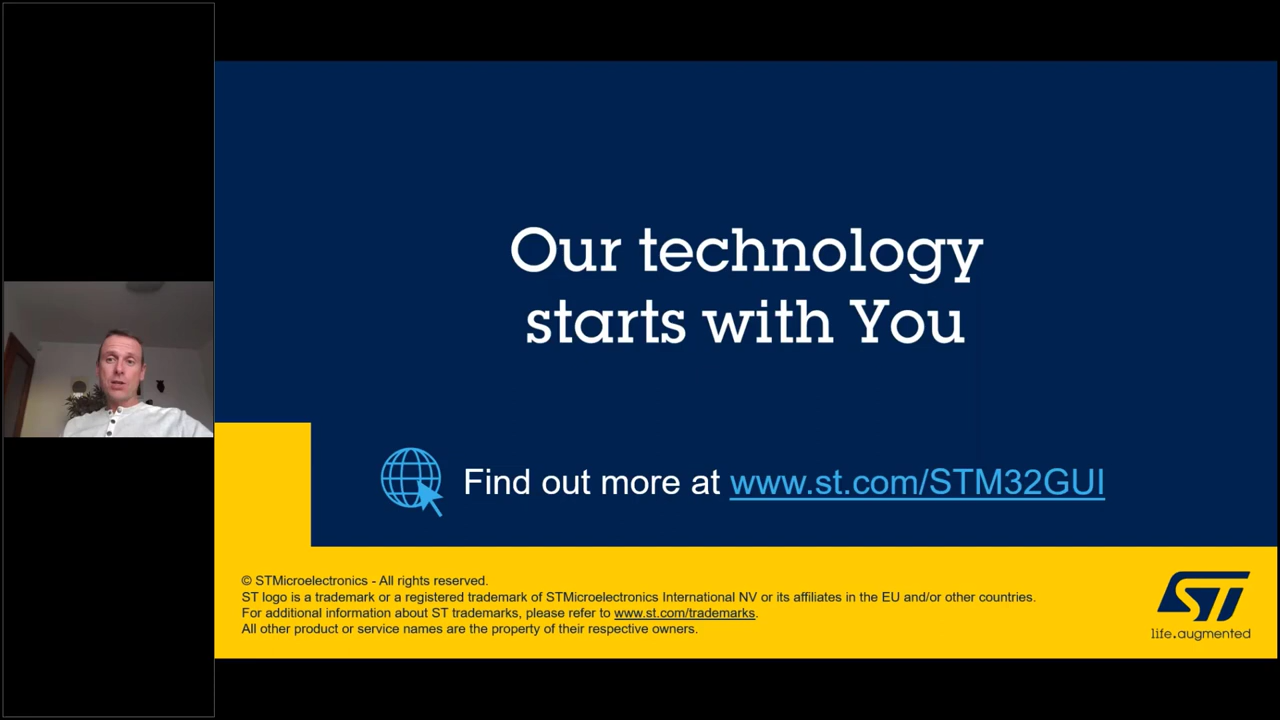 Our technology
starts with You
Find out more at www.st.com/STM32GUI
© STMicroelectronics - All rights reserved.
ST logo is a trademark or a registered trademark of STMicroelectronics International NV or its affiliates in the EU and/or other countries.
For additional information about ST trademarks, please refer to www.st.com/trademarks.
All other product or service names are the property of their respective owners.
ST
life.augmented